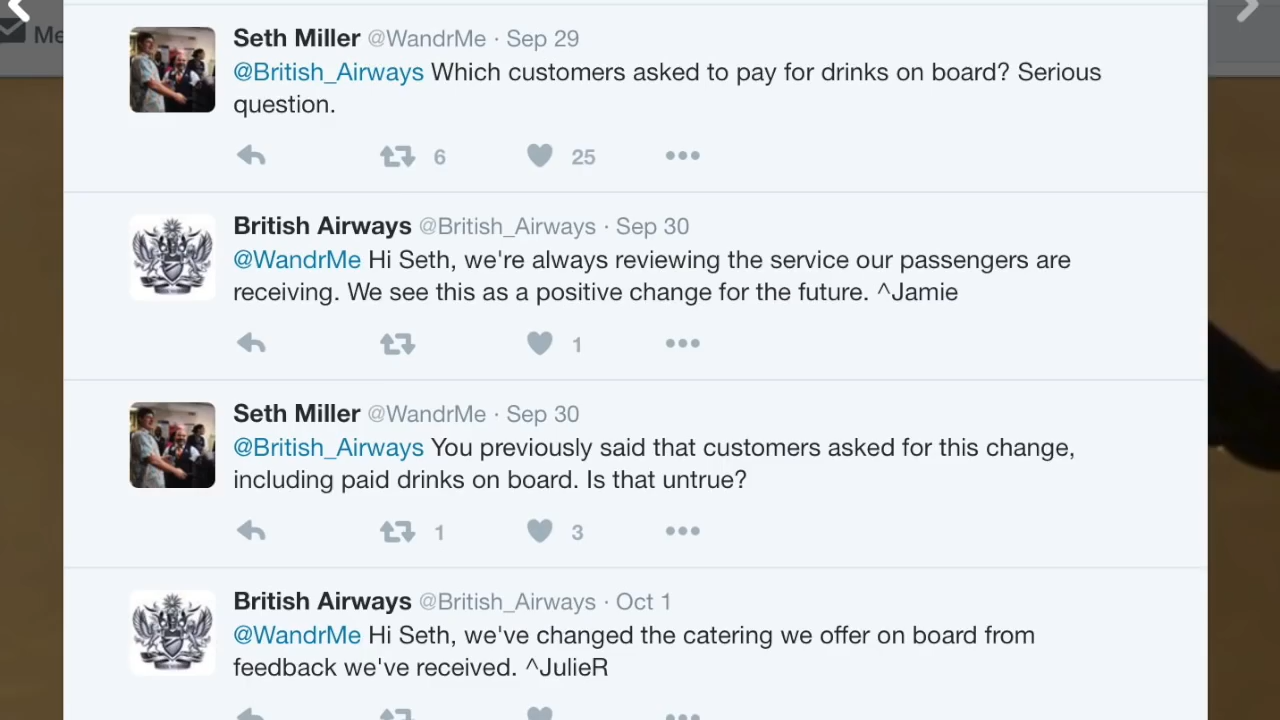 Me
Seth Miller @WandrMe · Sep 29
@British_Airways Which customers asked to pay for drinks on board? Serious
question.
6 25
British Airways @British_Airways · Sep 30
@WandrMe Hi Seth, we're always reviewing the service our passengers are
receiving. We see this as a positive change for the future. ^Jamie
1
Seth Miller @WandrMe · Sep 30
@British_Airways You previously said that customers asked for this change,
including paid drinks on board. Is that untrue?
1 3
British Airways @British_Airways · Oct 1
@WandrMe Hi Seth, we've changed the catering we offer on board from
feedback we've received. ^JulieR